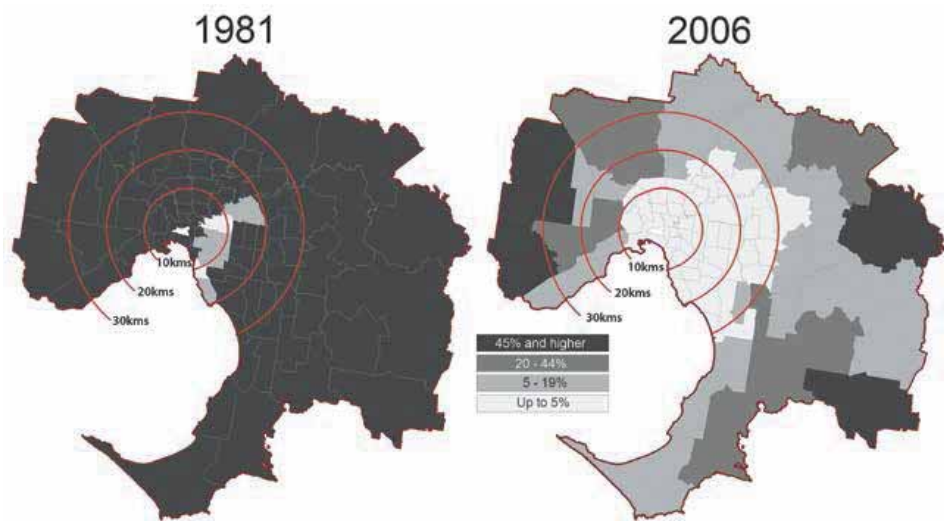 1981
2006
10kms
20kms
30kms
10kms
20kms
30kms
45% and higher
20 - 44%
5 - 19%
Up to 5%